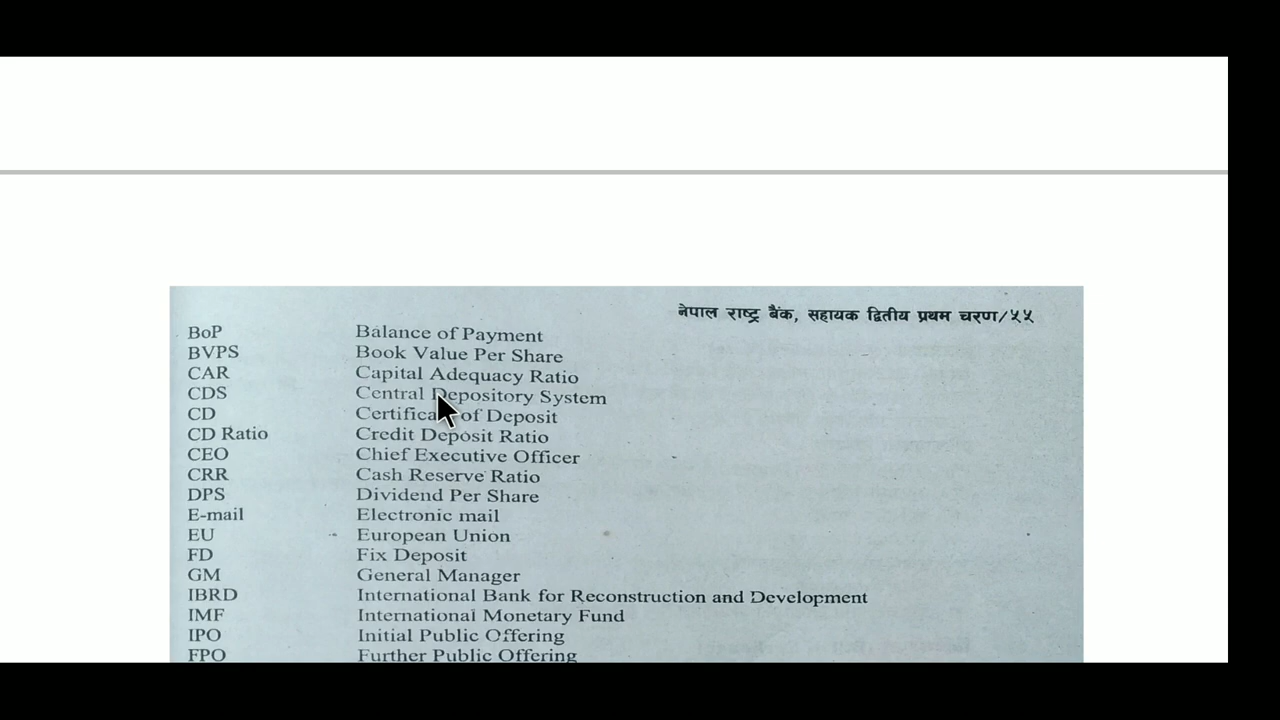 नेपाल राष्ट्र बैंक, सहायक द्वितीय प्रथम चरण/५५
BoP Balance of Payment
BVPS Book Value Per Share
CAR Capital Adequacy Ratio
CDS Central Depository System
CD Certificate of Deposit
CD Ratio Credit Deposit Ratio
CEO Chief Executive Officer
CRR Cash Reserve Ratio
DPS Dividend Per Share
E-mail Electronic mail
EU European Union
FD Fix Deposit
GM General Manager
IBRD International Bank for Reconstruction and Development
IMF International Monetary Fund
IPO Initial Public Offering
FPO Further Public Offering